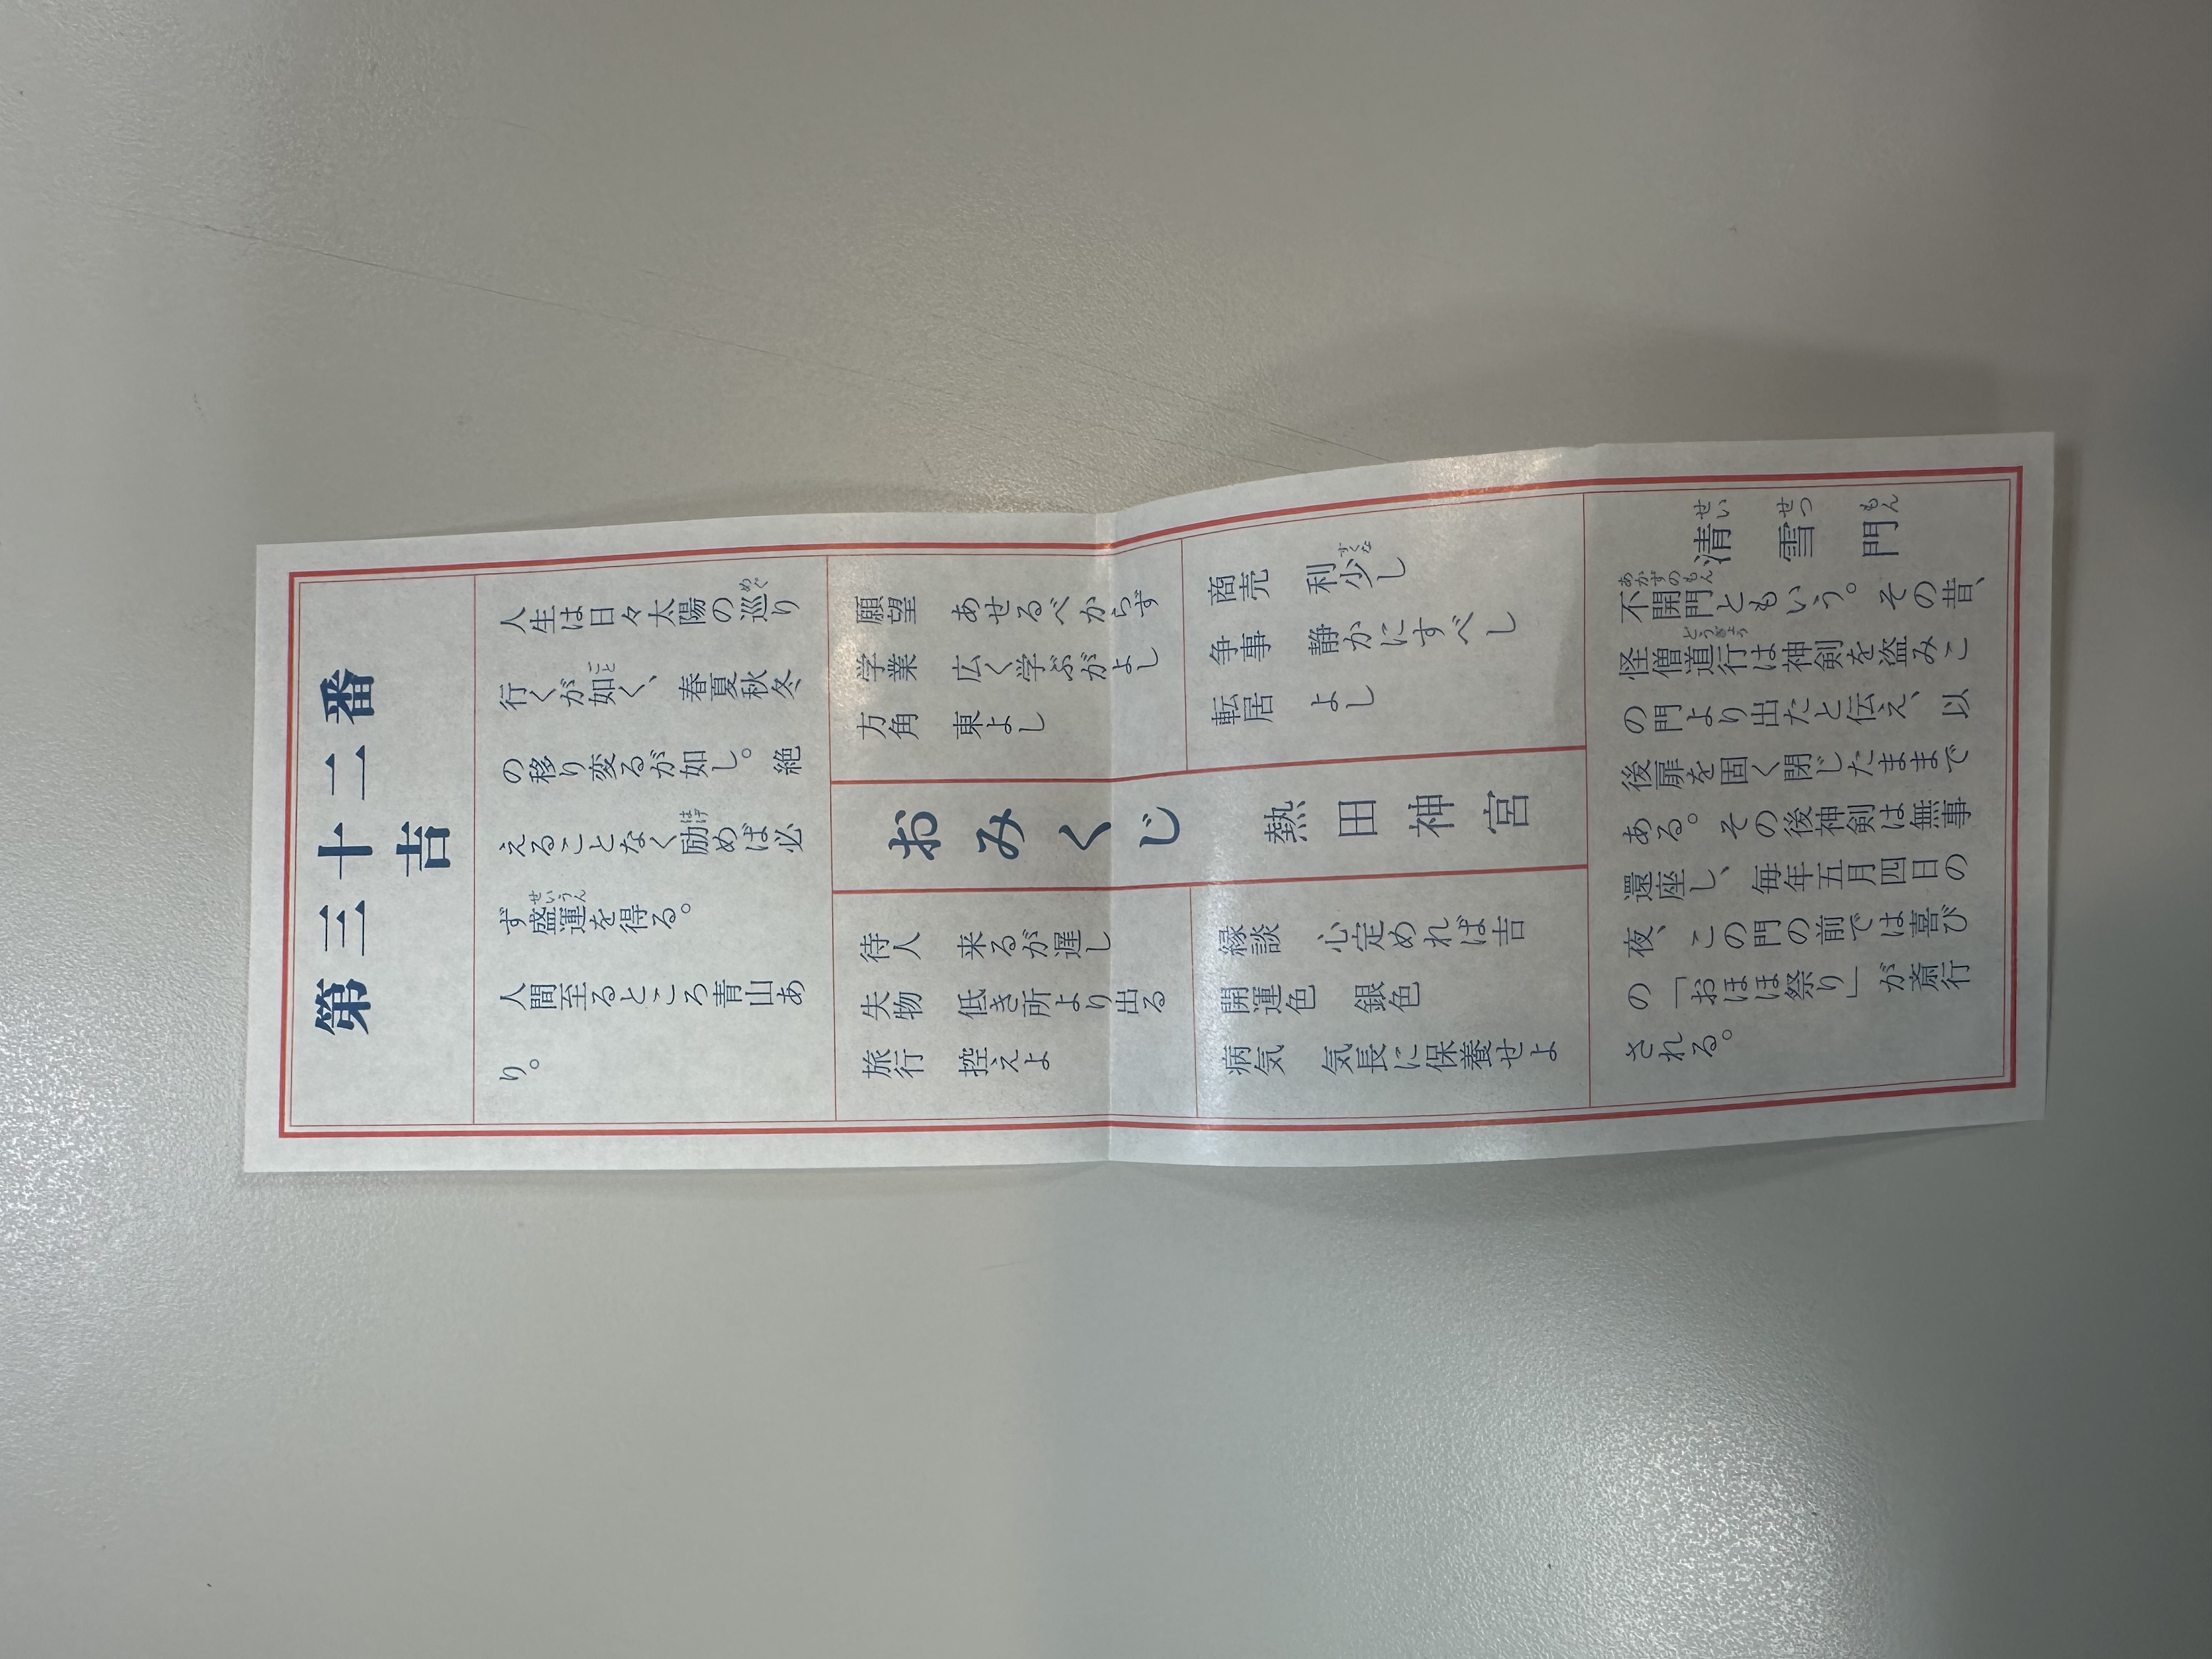 第三十二番
吉
人生は日々太陽の巡り
行くが如く、春夏秋冬
の移り変るが如し。絶
えることなく励めば必
ず盛運を得る。
人間至るところ青山あ
り。
願望 あせるべからず
学業 広く学ぶがよし
方角 東よし
おみくじ
待人 来るが遅し
失物 低き所より出る
旅行 控えよ
商売 利少し
争事 静かにすべし
転居 よし
熱田神宮
縁談 心定めれば吉
開運色 銀色
病気 気長に保養せよ
清雪門
不開門ともいう。その昔、
怪僧道行は神剣を盗みこ
の門より出たと伝え、以
後扉を固く閉じたままで
ある。その後神剣は無事
還座し、毎年五月四日の
夜、この門の前では喜び
の「おほほ祭り」が斎行
される。